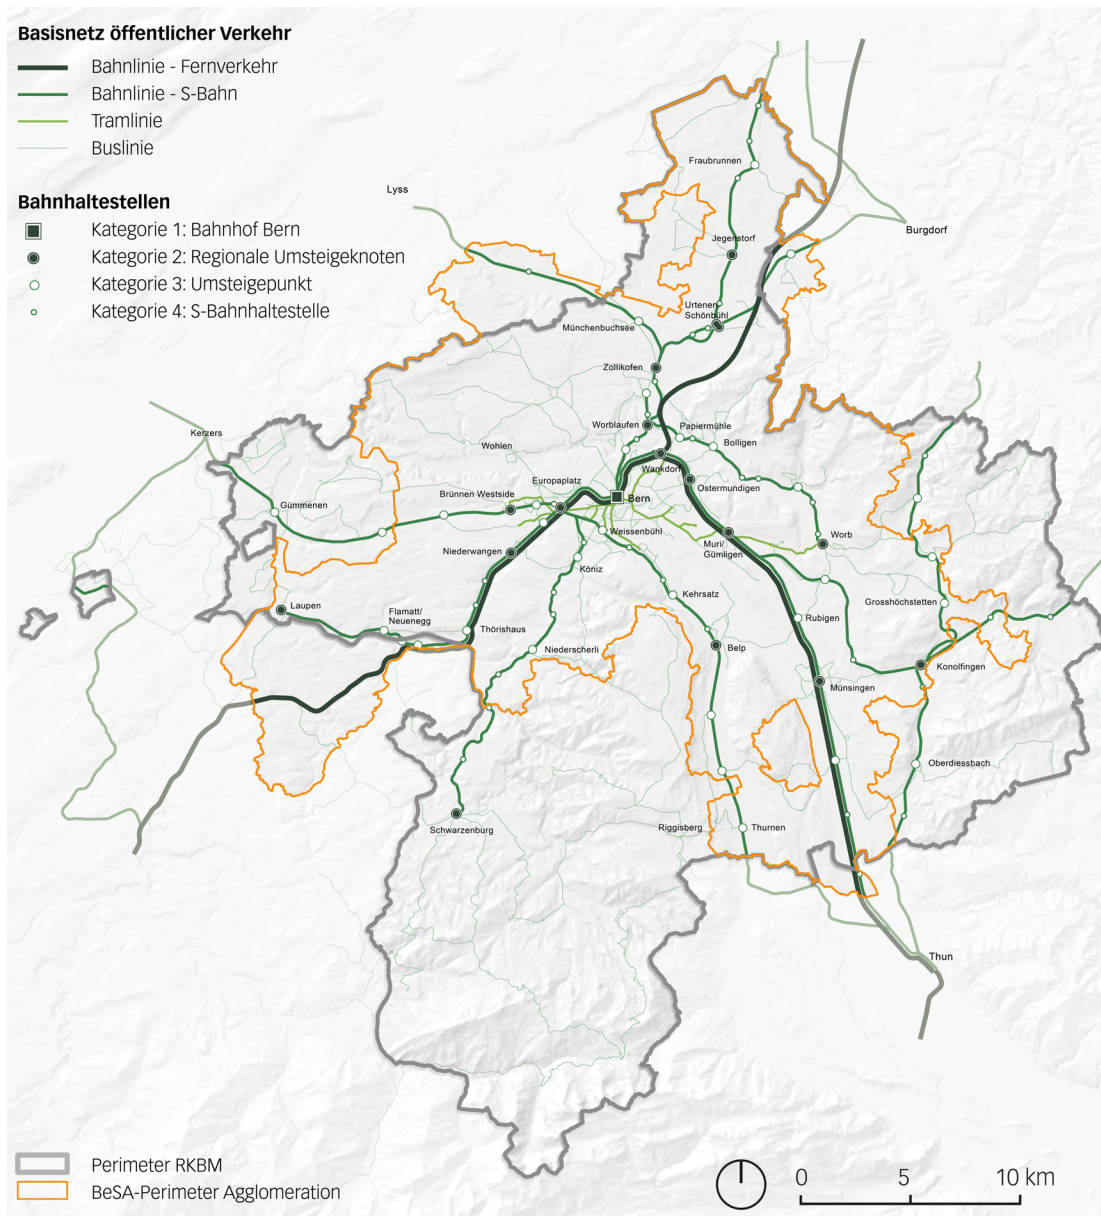 Basisnetz öffentlicher Verkehr
Bahnlinie - Fernverkehr
Bahnlinie - S-Bahn
Tramlinie
Buslinie
Bahnhaltestellen
Kategorie 1: Bahnhof Bern
Kategorie 2: Regionale Umsteigeknoten
Kategorie 3: Umsteigepunkt
Kategorie 4: S-Bahnhaltestelle
Lyss
Fraubrunnen
Burgdorf
Jegenstorf
Urtenen
Schönbühl
Münchenbuchsee
Zollikofen
Kerzers
Worblaufen
Papiermühle
Bolligen
Wohlen
Wankdorf
Europaplatz
Ostermundigen
Brünnen Westside
Bern
Gümmenen
Weissenbühl
Worb
Muri/
Gümligen
Niederwangen
Köniz
Kehrsatz
Grosshöchstetten
Laupen
Flamatt/
Neuenegg
Rubigen
Thörishaus
Niederscherli
Belp
Konolfingen
Münsingen
Oberdiessbach
Schwarzenburg
Riggisberg
Thurnen
Thun
Perimeter RKBM
BeSA-Perimeter Agglomeration
0 5 10 km